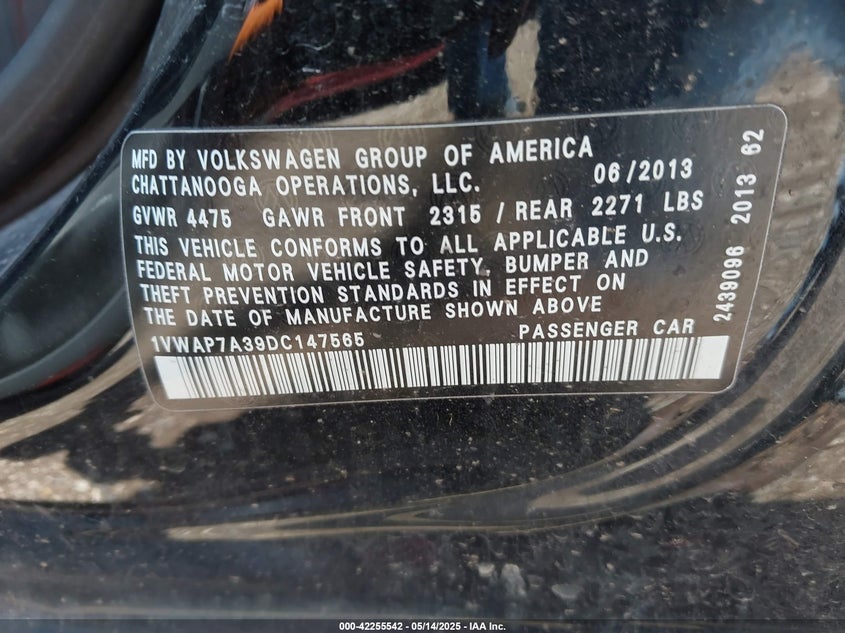 MFD BY VOLKSWAGEN GROUP OF AMERICA
CHATTANOOGA OPERATIONS, LLC. 06/2013
GVWR 4475 GAWR FRONT 2315 / REAR 2271 LBS
THIS VEHICLE CONFORMS TO ALL APPLICABLE U.S.
FEDERAL MOTOR VEHICLE SAFETY, BUMPER AND
THEFT PREVENTION STANDARDS IN EFFECT ON
THE DATE OF MANUFACTURE SHOWN ABOVE
1VWAP7A39DC147565 PASSENGER CAR
2439096 2013 62
000-42255542 - 05/14/2025 - IAA Inc.